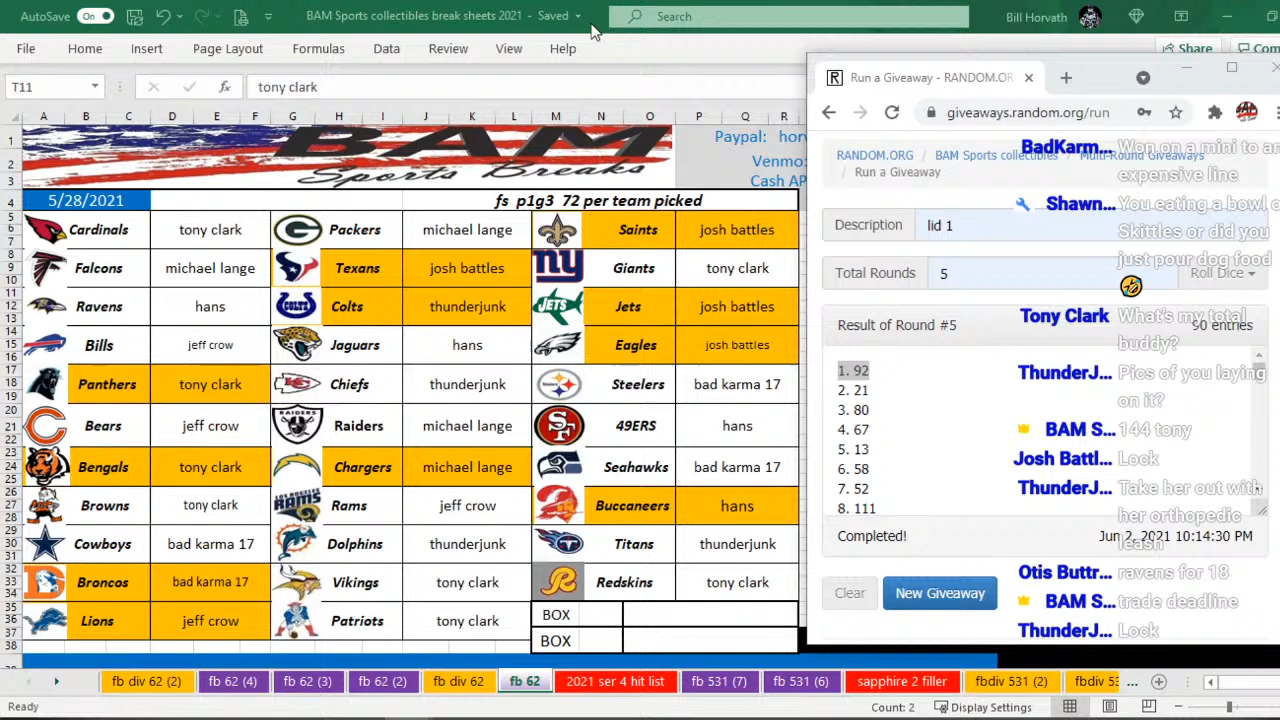 AutoSave On BAM Sports collectibles break sheets 2021 - Saved Search Bill Horvath
File Home Insert Page Layout Formulas Data Review View Help Share
T11 fx tony clark
A B C D E F G H I J K L M N O P Q R
BAM
Sports Breaks
Paypal: horv
Venmo:
Cash AP
5/28/2021 fs p1g3 72 per team picked
Cardinals tony clark Packers michael lange Saints josh battles
Falcons michael lange Texans josh battles Giants tony clark
Ravens hans Colts thunderjunk Jets josh battles
Bills jeff crow Jaguars hans Eagles josh battles
Panthers tony clark Chiefs thunderjunk Steelers bad karma 17
Bears jeff crow Raiders michael lange 49ERS hans
Bengals tony clark Chargers michael lange Seahawks bad karma 17
Browns tony clark Rams jeff crow Buccaneers hans
Cowboys bad karma 17 Dolphins thunderjunk Titans thunderjunk
Broncos bad karma 17 Vikings tony clark Redskins tony clark
Lions jeff crow Patriots tony clark BOX
BOX
fb div 62 (2) fb 62 (4) fb 62 (3) fb 62 (2) fb div 62 fb 62 2021 ser 4 hit list fb 531 (7) fb 531 (6) sapphire 2 filler fbdiv 531 (2) fbdiv 53
Ready Count: 2 Display Settings
Run a Giveaway - RANDOM.OR
giveaways.random.org/run
RANDOM.ORG BAM Sports collectibles Multi-Round Giveaways
Run a Giveaway
Description lid 1
Total Rounds 5 Roll Dice
Result of Round #5 50 entries
1. 92
2. 21
3. 80
4. 67
5. 13
6. 58
7. 52
8. 111
Completed! Jun 2, 2021 10:14:30 PM
Clear New Giveaway
BadKarm... Won on a mini to an
expensive line
Shawn... You eating a bowl o
Skittles or did you
just pour dog food
🤣
Tony Clark What's my total
buddy?
ThunderJ... Pics of you laying
on it?
BAM S... 144 tony
Josh Battl... Lock
ThunderJ... Take her out with
her orthopedic
leash
Otis Buttr... ravens for 18
BAM S... trade deadline
ThunderJ... Lock